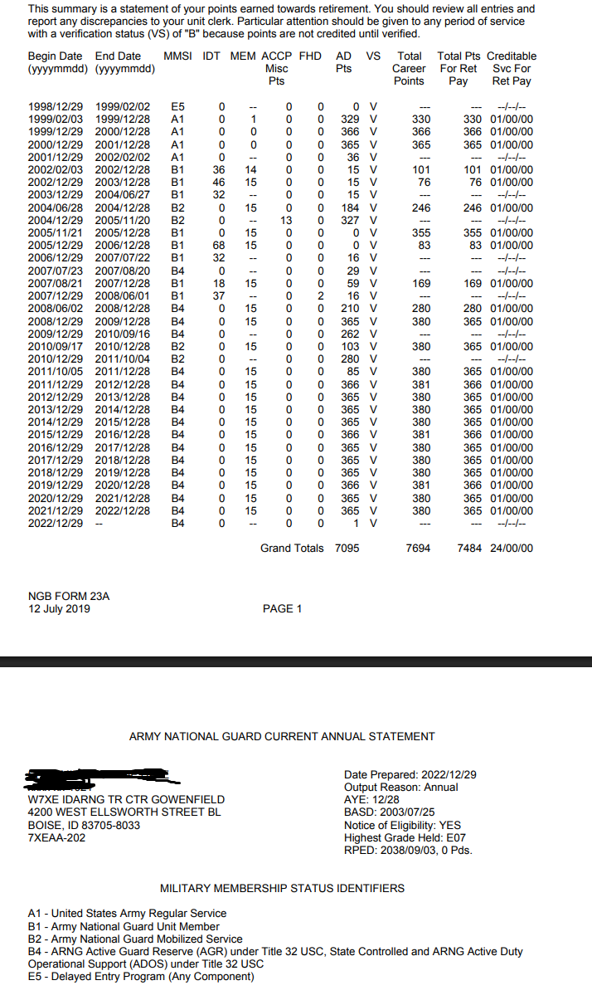 This summary is a statement of your points earned towards retirement. You should review all entries and
report any discrepancies to your unit clerk. Particular attention should be given to any period of service
with a verification status (VS) of "B" because points are not credited until verified.
Begin Date End Date MMSI IDT MEM ACCP FHD AD VS Total Total Pts Creditable
(yyyymmdd) (yyyymmdd) Misc Pts Career For Ret Svc For
Pts Points Pay Ret Pay
1998/12/29 1999/02/02 E5 0 -- 0 0 0 V --- --- --/--/--
1999/02/03 1999/12/28 A1 0 1 0 0 329 V 330 330 01/00/00
1999/12/29 2000/12/28 A1 0 0 0 0 366 V 366 366 01/00/00
2000/12/29 2001/12/28 A1 0 0 0 0 365 V 365 365 01/00/00
2001/12/29 2002/02/02 A1 0 -- 0 0 36 V --- --- --/--/--
2002/02/03 2002/12/28 B1 36 14 0 0 15 V 101 101 01/00/00
2002/12/29 2003/12/28 B1 46 15 0 0 15 V 76 76 01/00/00
2003/12/29 2004/06/27 B1 32 -- 0 0 15 V --- --- --/--/--
2004/06/28 2004/12/28 B2 0 15 0 0 184 V 246 246 01/00/00
2004/12/29 2005/11/20 B2 0 -- 13 0 327 V --- --- --/--/--
2005/11/21 2005/12/28 B1 0 15 0 0 0 V 355 355 01/00/00
2005/12/29 2006/12/28 B1 68 15 0 0 0 V 83 83 01/00/00
2006/12/29 2007/07/22 B1 32 -- 0 0 16 V --- --- --/--/--
2007/07/23 2007/08/20 B4 0 -- 0 0 29 V --- --- --/--/--
2007/08/21 2007/12/28 B1 18 15 0 0 59 V 169 169 01/00/00
2007/12/29 2008/06/01 B1 37 -- 0 2 16 V --- --- --/--/--
2008/06/02 2008/12/28 B4 0 15 0 0 210 V 280 280 01/00/00
2008/12/29 2009/12/28 B4 0 15 0 0 365 V 380 365 01/00/00
2009/12/29 2010/09/16 B4 0 -- 0 0 262 V --- --- --/--/--
2010/09/17 2010/12/28 B2 0 15 0 0 103 V 380 365 01/00/00
2010/12/29 2011/10/04 B2 0 -- 0 0 280 V --- --- --/--/--
2011/10/05 2011/12/28 B4 0 15 0 0 85 V 380 365 01/00/00
2011/12/29 2012/12/28 B4 0 15 0 0 366 V 381 366 01/00/00
2012/12/29 2013/12/28 B4 0 15 0 0 365 V 380 365 01/00/00
2013/12/29 2014/12/28 B4 0 15 0 0 365 V 380 365 01/00/00
2014/12/29 2015/12/28 B4 0 15 0 0 365 V 380 365 01/00/00
2015/12/29 2016/12/28 B4 0 15 0 0 366 V 381 366 01/00/00
2016/12/29 2017/12/28 B4 0 15 0 0 365 V 380 365 01/00/00
2017/12/29 2018/12/28 B4 0 15 0 0 365 V 380 365 01/00/00
2018/12/29 2019/12/28 B4 0 15 0 0 365 V 380 365 01/00/00
2019/12/29 2020/12/28 B4 0 15 0 0 366 V 381 366 01/00/00
2020/12/29 2021/12/28 B4 0 15 0 0 365 V 380 365 01/00/00
2021/12/29 2022/12/28 B4 0 15 0 0 365 V 380 365 01/00/00
2022/12/29 -- B4 0 -- 0 0 1 V --- --- --/--/--
Grand Totals 7095 7694 7484 24/00/00
NGB FORM 23A
12 July 2019 PAGE 1
ARMY NATIONAL GUARD CURRENT ANNUAL STATEMENT
Date Prepared: 2022/12/29
Output Reason: Annual
W7XE IDARNG TR CTR GOWENFIELD AYE: 12/28
4200 WEST ELLSWORTH STREET BL BASD: 2003/07/25
BOISE, ID 83705-8033 Notice of Eligibility: YES
7XEAA-202 Highest Grade Held: E07
RPED: 2038/09/03, 0 Pds.
MILITARY MEMBERSHIP STATUS IDENTIFIERS
A1 - United States Army Regular Service
B1 - Army National Guard Unit Member
B2 - Army National Guard Mobilized Service
B4 - ARNG Active Guard Reserve (AGR) under Title 32 USC, State Controlled and ARNG Active Duty
Operational Support (ADOS) under Title 32 USC
E5 - Delayed Entry Program (Any Component)